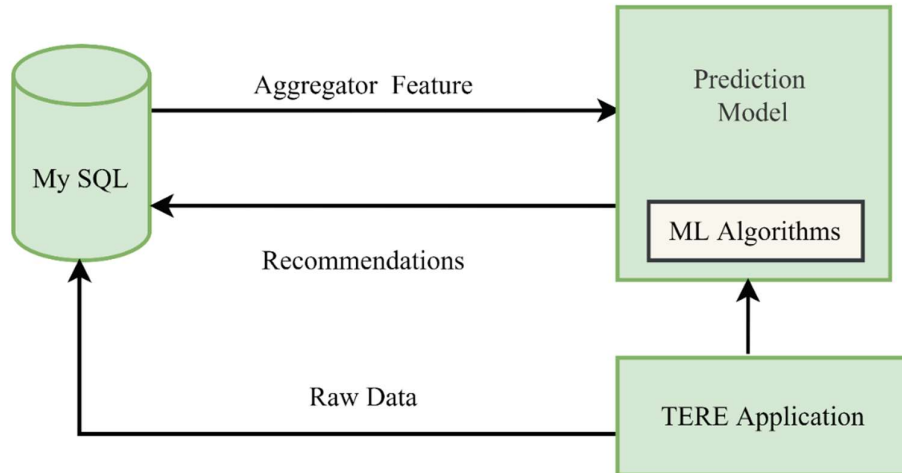 Aggregator Feature
Prediction
Model
My SQL
ML Algorithms
Recommendations
Raw Data
TERE Application